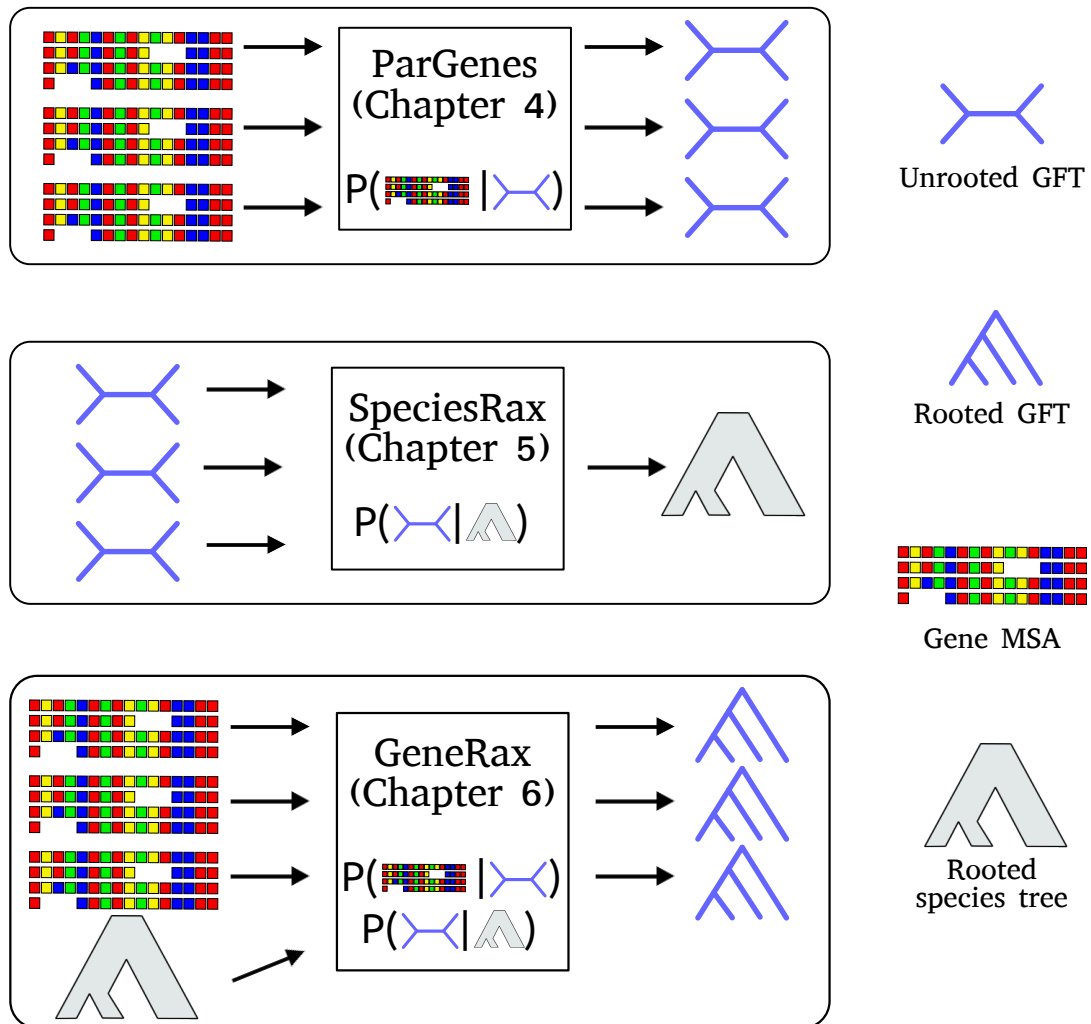 ParGenes
(Chapter 4)
P( | )
Unrooted GFT
SpeciesRax
(Chapter 5)
P( | )
Rooted GFT
Gene MSA
GeneRax
(Chapter 6)
P( | )
P( | )
Rooted
species tree